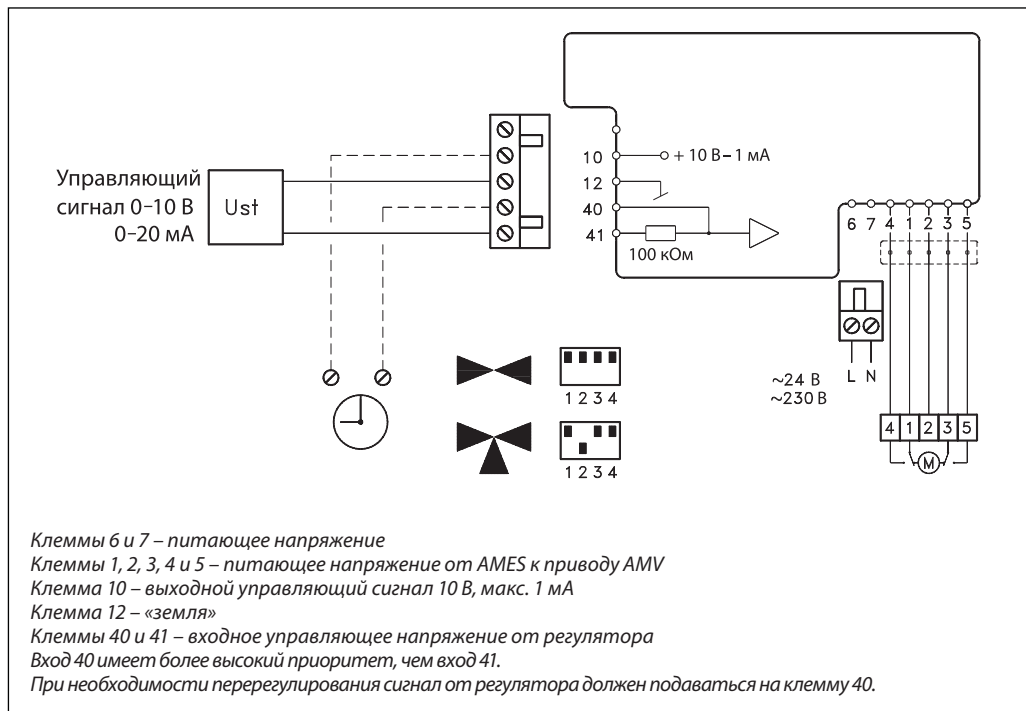 10
+ 10 В – 1 мА
12
40
41
100 кОм
Управляющий
сигнал 0–10 В
0–20 мА
Ust
6 7 4 1 2 3 5
L N
~24 В
~230 В
1 2 3 4
1 2 3 4
4 1 2 3 5
M
Клеммы 6 и 7 – питающее напряжение
Клеммы 1, 2, 3, 4 и 5 – питающее напряжение от AMES к приводу AMV
Клемма 10 – выходной управляющий сигнал 10 В, макс. 1 мА
Клемма 12 – «земля»
Клеммы 40 и 41 – входное управляющее напряжение от регулятора
Вход 40 имеет более высокий приоритет, чем вход 41.
При необходимости перерегулирования сигнал от регулятора должен подаваться на клемму 40.